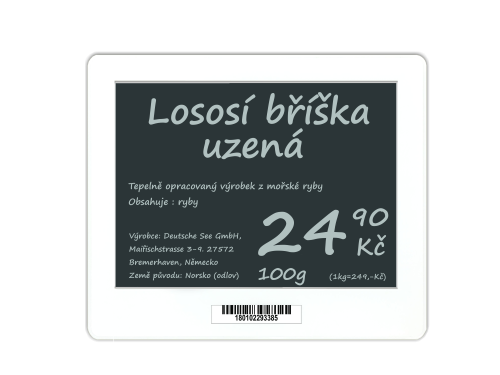 Lososí bříška
uzená
Tepelně opracovaný výrobek z mořské ryby
Obsahuje : ryby
Výrobce: Deutsche See GmbH,
Maifischstrasse 3-9. 27572
Bremerhaven, Německo
Země původu: Norsko (odlov)
24 90
Kč
100g
(1kg=249,-Kč)
180102293385